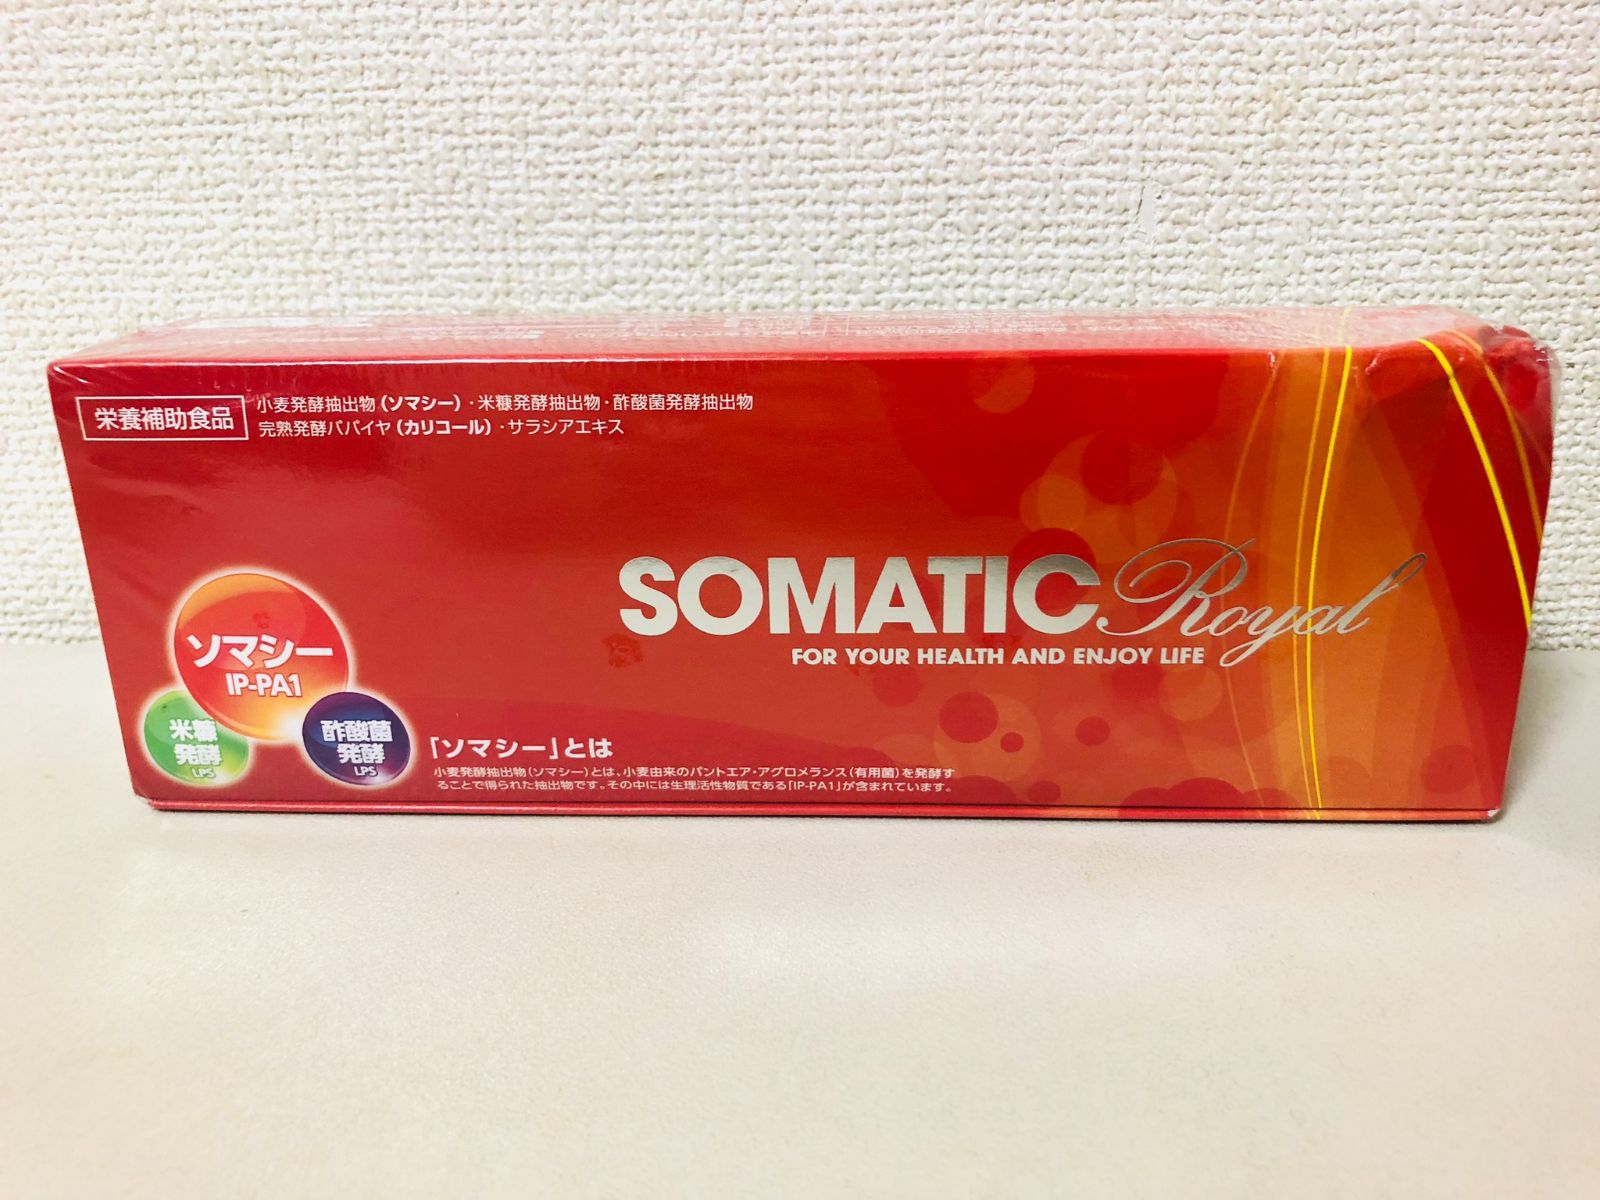 栄養補助食品
小麦発酵抽出物(ソマシー)・米糠発酵抽出物・酢酸菌発酵抽出物
完熟発酵パパイヤ(カリコール)・サラシアエキス
SOMATIC Royal
FOR YOUR HEALTH AND ENJOY LIFE
ソマシー
IP-PA1
米糠
発酵
LPS
酢酸菌
発酵
LPS
「ソマシー」とは
小麦発酵抽出物(ソマシー)とは、小麦由来のパントエア・アグロメランス(有用菌)を発酵す
ることで得られた抽出物です。その中には生理活性物質である「IP-PA1」が含まれています。